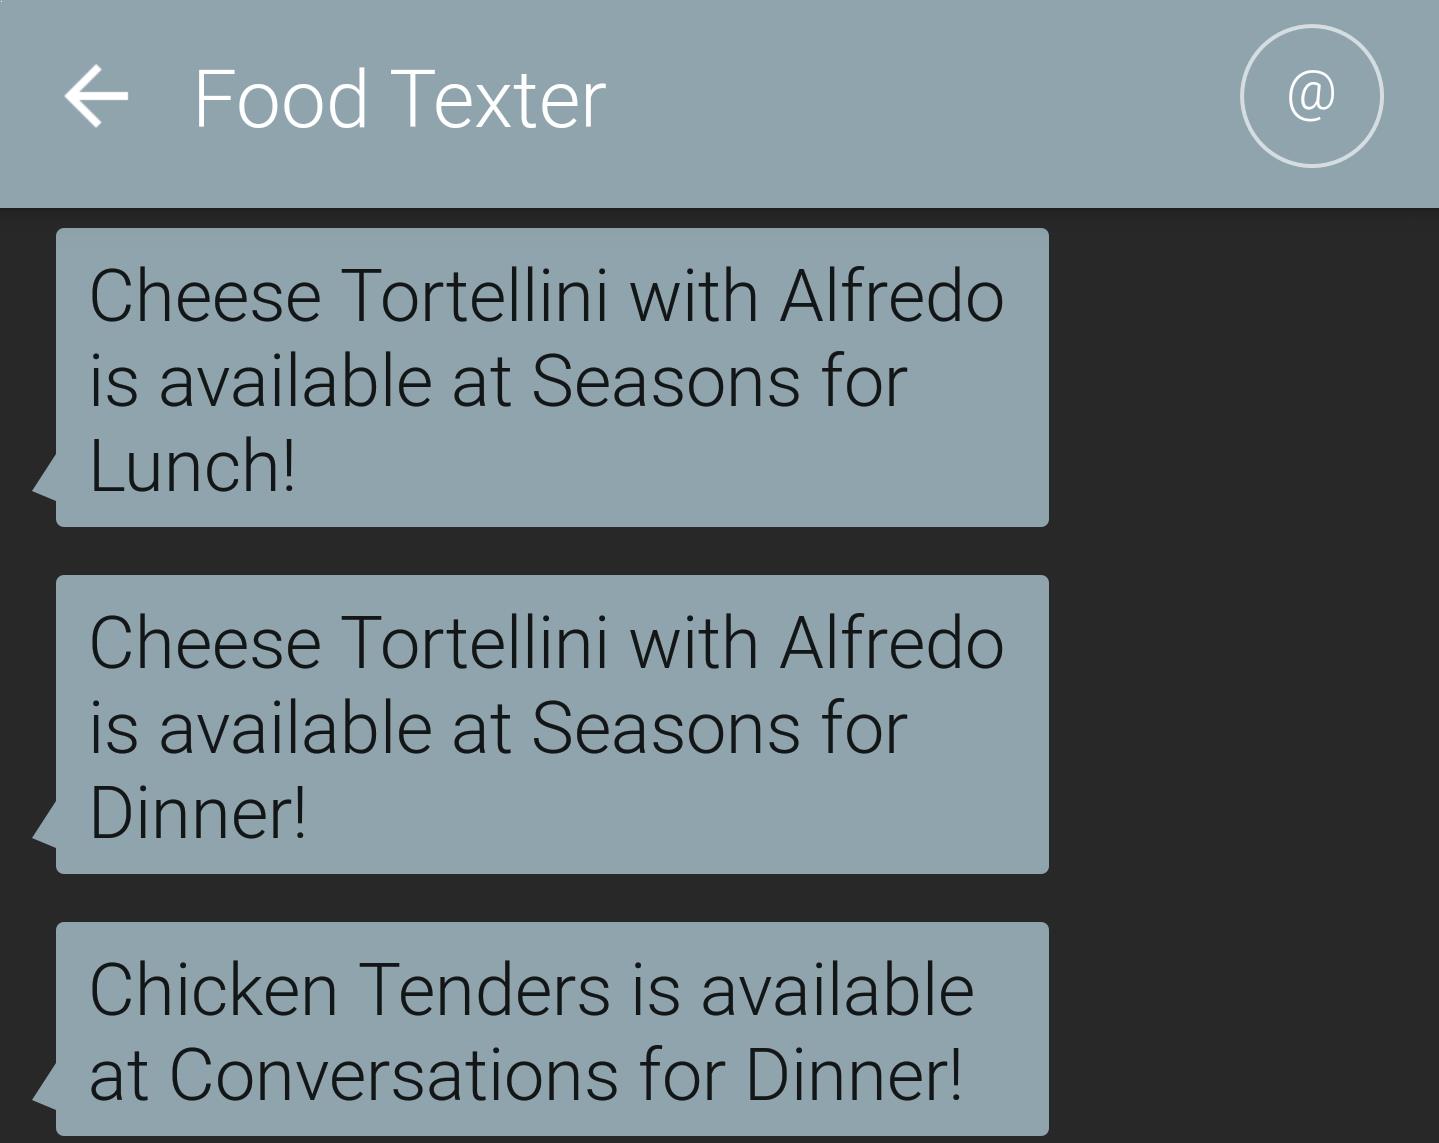 Food Texter
@
Cheese Tortellini with Alfredo
is available at Seasons for
Lunch!
Cheese Tortellini with Alfredo
is available at Seasons for
Dinner!
Chicken Tenders is available
at Conversations for Dinner!